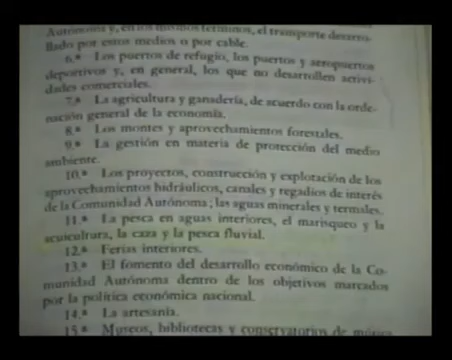 Autónoma y, en los mismos términos, el transporte desarro-
llado por estos medios o por cable.
6.ª Los puertos de refugio, los puertos y aeropuertos
deportivos y, en general, los que no desarrollen activi-
dades comerciales.
7.ª La agricultura y ganadería, de acuerdo con la orde-
nación general de la economía.
8.ª Los montes y aprovechamientos forestales.
9.ª La gestión en materia de protección del medio
ambiente.
10.ª Los proyectos, construcción y explotación de los
aprovechamientos hidráulicos, canales y regadíos de interés
de la Comunidad Autónoma; las aguas minerales y termales.
11.ª La pesca en aguas interiores, el marisqueo y la
acuicultura, la caza y la pesca fluvial.
12.ª Ferias interiores.
13.ª El fomento del desarrollo económico de la Co-
munidad Autónoma dentro de los objetivos marcados
por la política económica nacional.
14.ª La artesanía.
15.ª Museos, bibliotecas y conservatorios de música